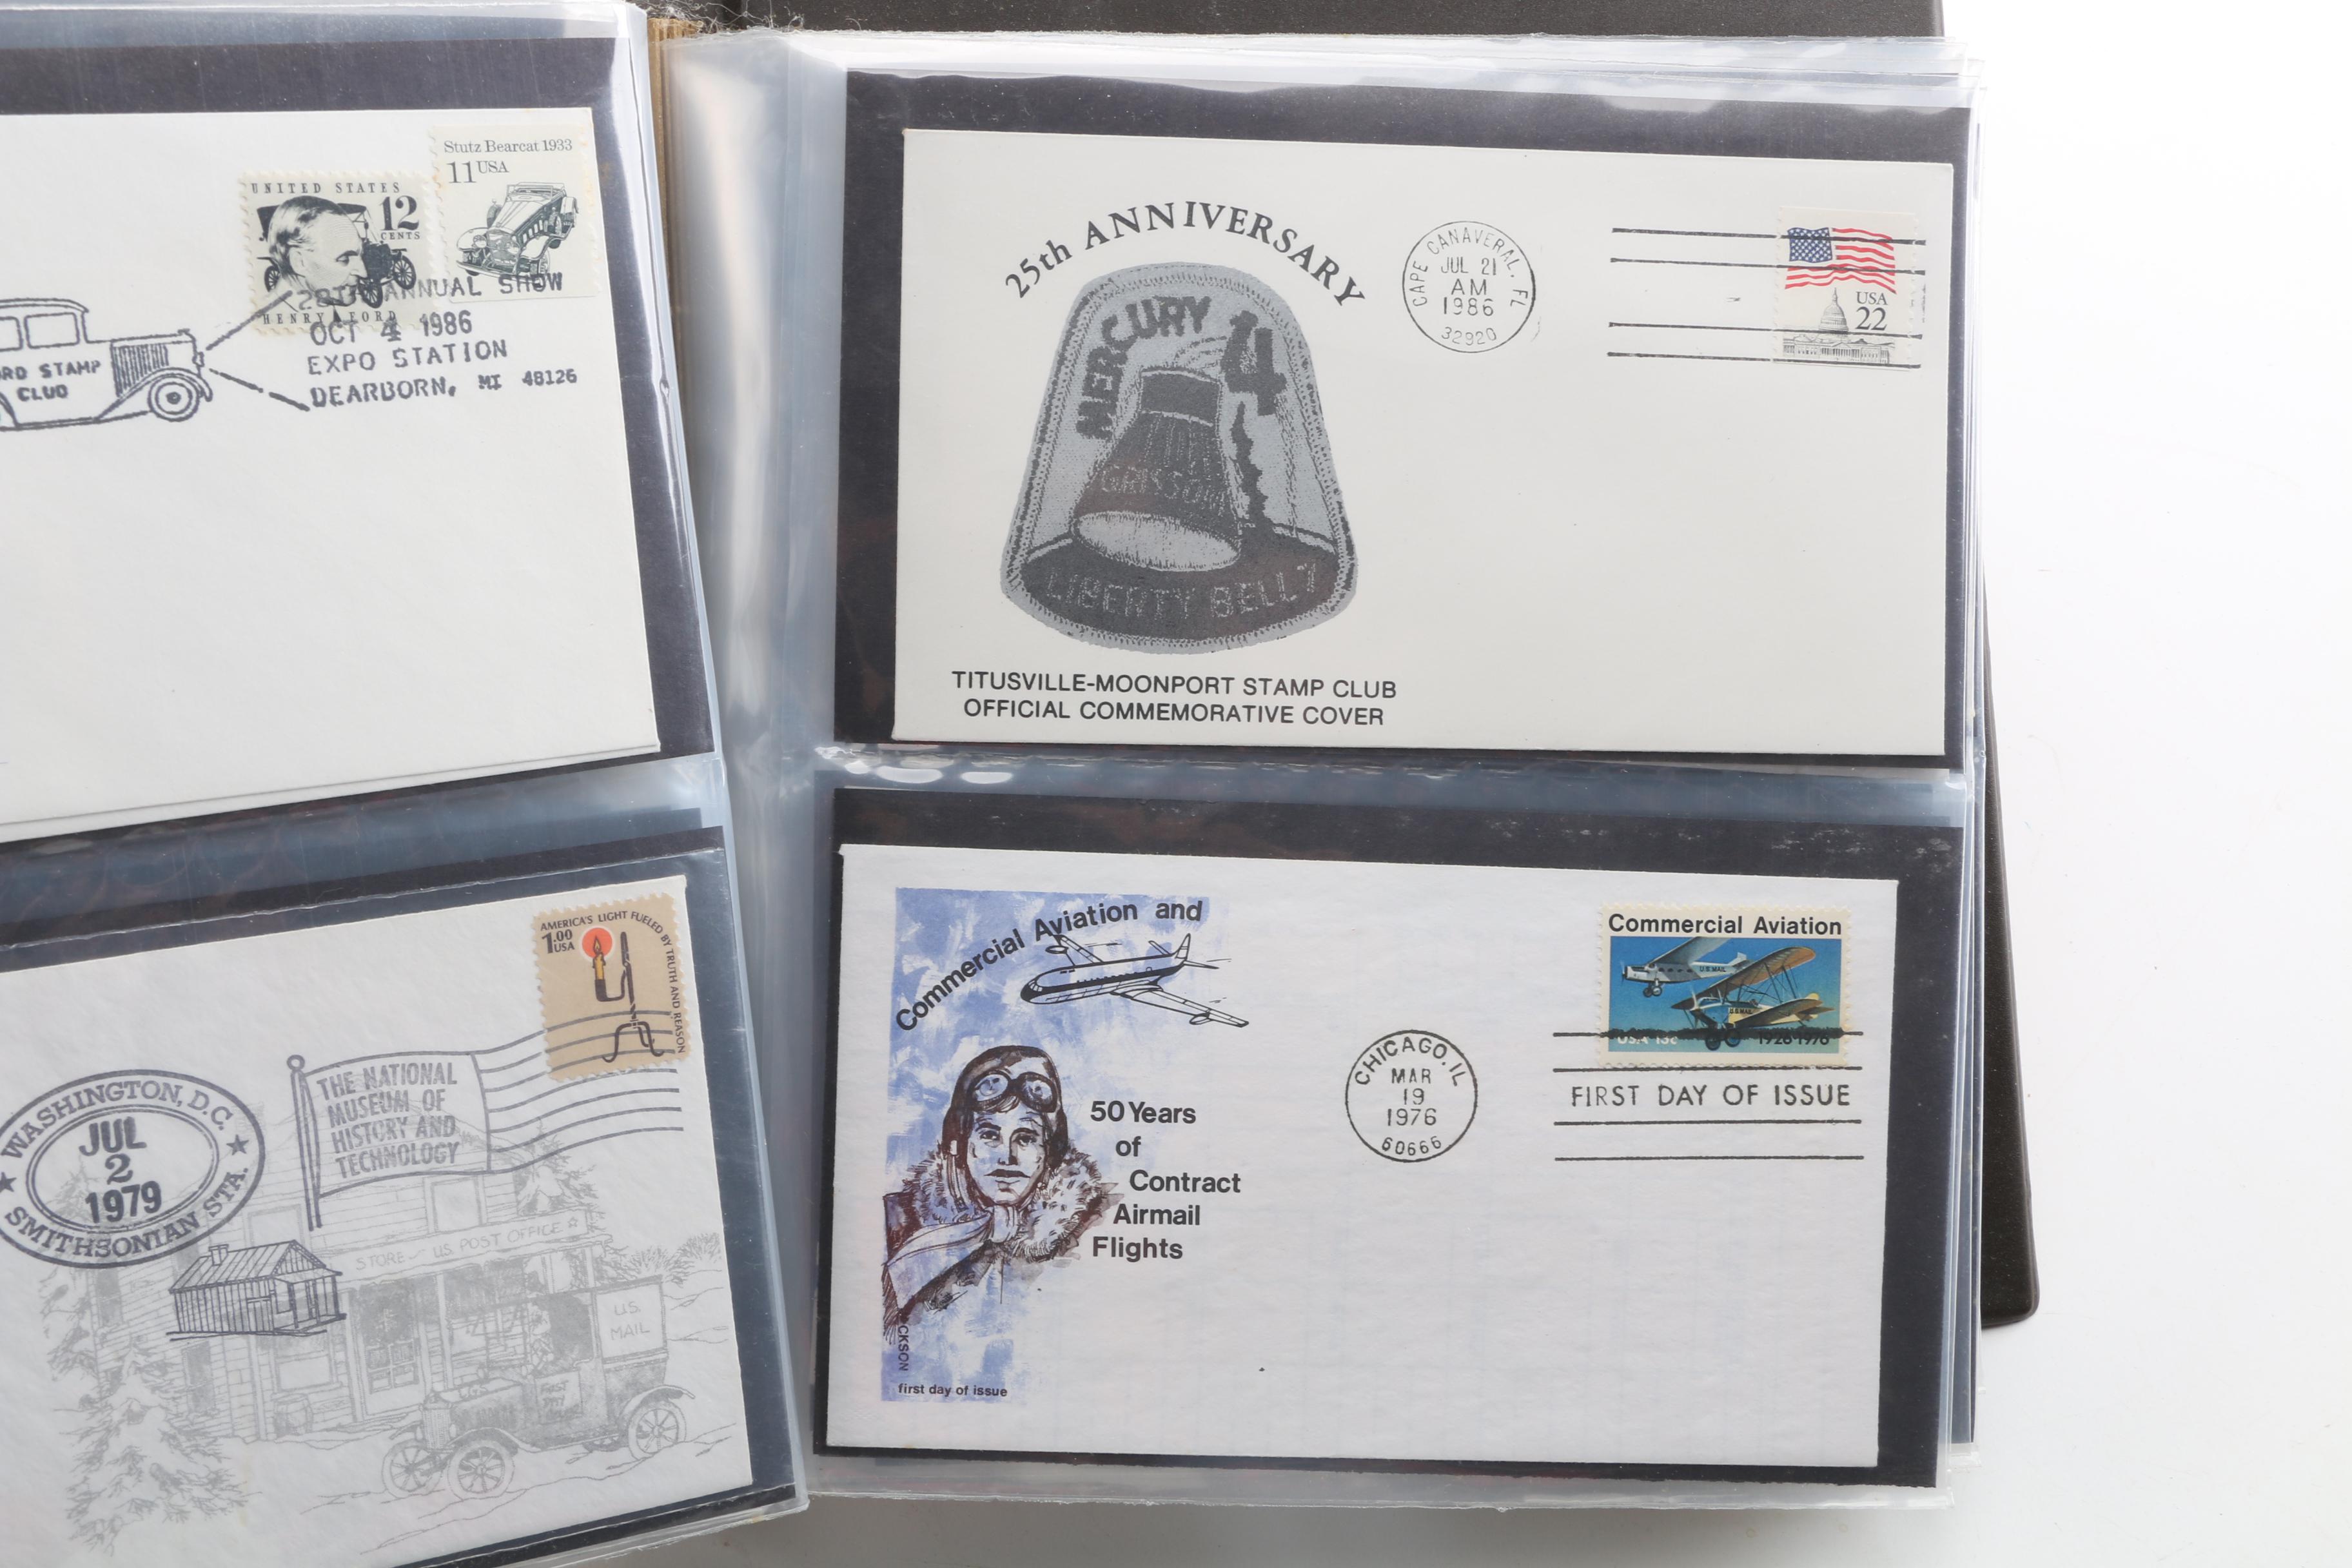 Stutz Bearcat 1933
11 USA
UNITED STATES
12
CENTS
HENRY FORD
28TH ANNUAL SHOW
OCT 4 1986
EXPO STATION
DEARBORN, MI 48126
RD STAMP
CLUB
25th ANNIVERSARY
MERCURY 4
GRISSOM
LIBERTY BELL 7
TITUSVILLE-MOONPORT STAMP CLUB
OFFICIAL COMMEMORATIVE COVER
CAPE CANAVERAL, FL
JUL 21
AM
1986
32920
USA
22
AMERICA'S LIGHT FUELED BY TRUTH AND REASON
1.00
USA
THE NATIONAL
MUSEUM OF
HISTORY AND
TECHNOLOGY
WASHINGTON, D.C.
JUL
2
1979
SMITHSONIAN STA.
STORE U.S. POST OFFICE
U.S.
MAIL
Commercial Aviation and
50 Years
of
Contract
Airmail
Flights
CKSON
first day of issue
CHICAGO, IL
MAR
19
1976
60666
Commercial Aviation
U.S. MAIL
U.S. MAIL
USA 13c
1926-1976
FIRST DAY OF ISSUE